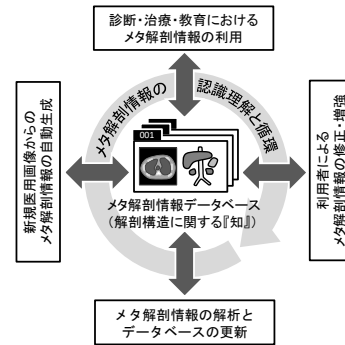 診断・治療・教育における
メタ解剖情報の利用
メタ解剖情報の
認識理解と循環
新規医用画像からの
メタ解剖情報の自動生成
001
利用者による
メタ解剖情報の修正・増強
メタ解剖情報データベース
(解剖構造に関する『知』)
メタ解剖情報の解析と
データベースの更新